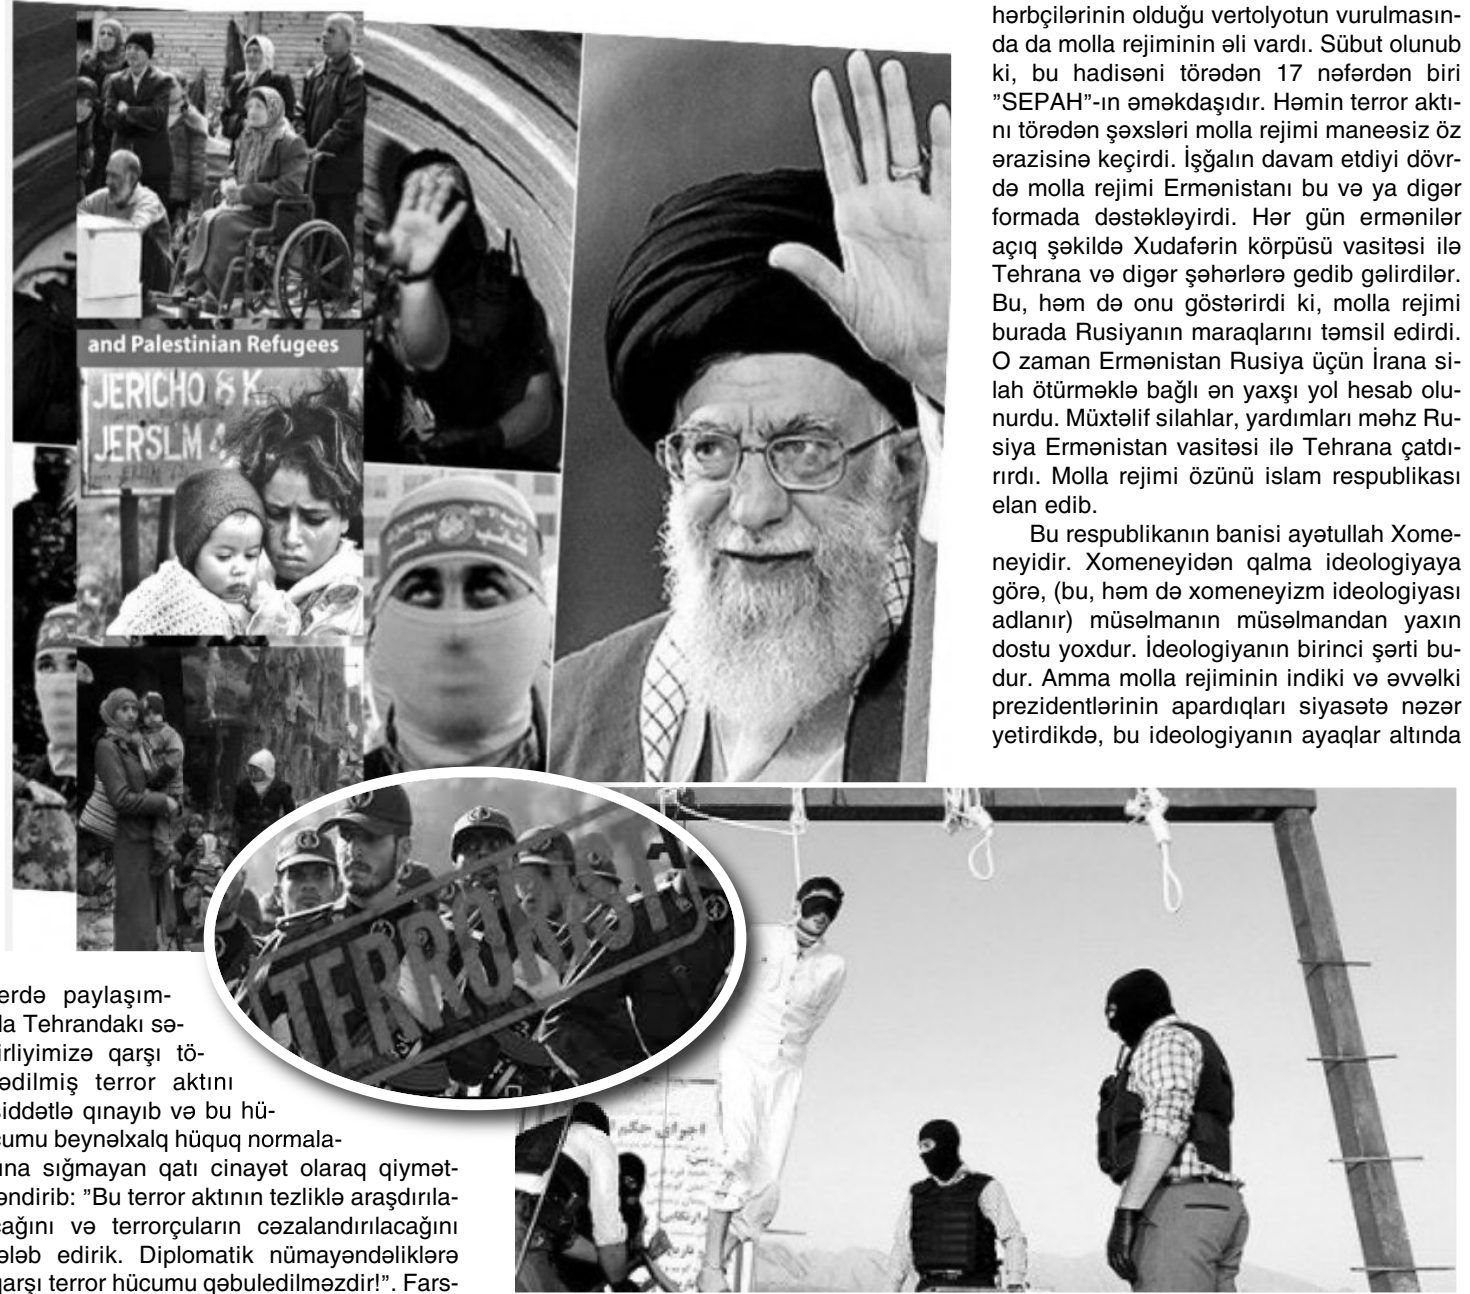 hərbçilərinin olduğu vertolyotun vurulmasın-
da da molla rejiminin əli vardı. Sübut olunub
ki, bu hadisəni törədən 17 nəfərdən biri
"SEPAH"-ın əməkdaşıdır. Həmin terror aktı-
nı törədən şəxsləri molla rejimi maneəsiz öz
ərazisinə keçirdi. İşğalın davam etdiyi dövr-
də molla rejimi Ermənistanı bu və ya digər
formada dəstəkləyirdi. Hər gün ermənilər
açıq şəkildə Xudafərin körpüsü vasitəsi ilə
Tehrana və digər şəhərlərə gedib gəlirdilər.
Bu, həm də onu göstərirdi ki, molla rejimi
burada Rusiyanın maraqlarını təmsil edirdi.
O zaman Ermənistan Rusiya üçün İrana si-
lah ötürməklə bağlı ən yaxşı yol hesab olu-
nurdu. Müxtəlif silahlar, yardımları məhz Ru-
siya Ermənistan vasitəsi ilə Tehrana çatdı-
rırdı. Molla rejimi özünü islam respublikası
elan edib.
Bu respublikanın banisi ayətullah Xome-
neyidir. Xomeneyidən qalma ideologiyaya
görə, (bu, həm də xomeneyizm ideologiyası
adlanır) müsəlmanın müsəlmandan yaxın
dostu yoxdur. İdeologiyanın birinci şərti bu-
dur. Amma molla rejiminin indiki və əvvəlki
prezidentlərinin apardıqları siyasətə nəzər
yetirdikdə, bu ideologiyanın ayaqlar altında
and Palestinian Refugees
JERICHO 8 K
JERSLM 4
TERRORIST
اجرای حکم
erdə paylaşım-
da Tehrandakı sə-
irliyimizə qarşı tö-
ədilmiş terror aktını
şiddətlə qınayıb və bu hü-
cumu beynəlxalq hüquq normala-
ına sığmayan qatı cinayət olaraq qiymət-
əndirib: "Bu terror aktının tezliklə araşdırıla-
cağını və terrorçuların cəzalandırılacağını
ələb edirik. Diplomatik nümayəndəliklərə
qarşı terror hücumu qəbuledilməzdir!". Fars-